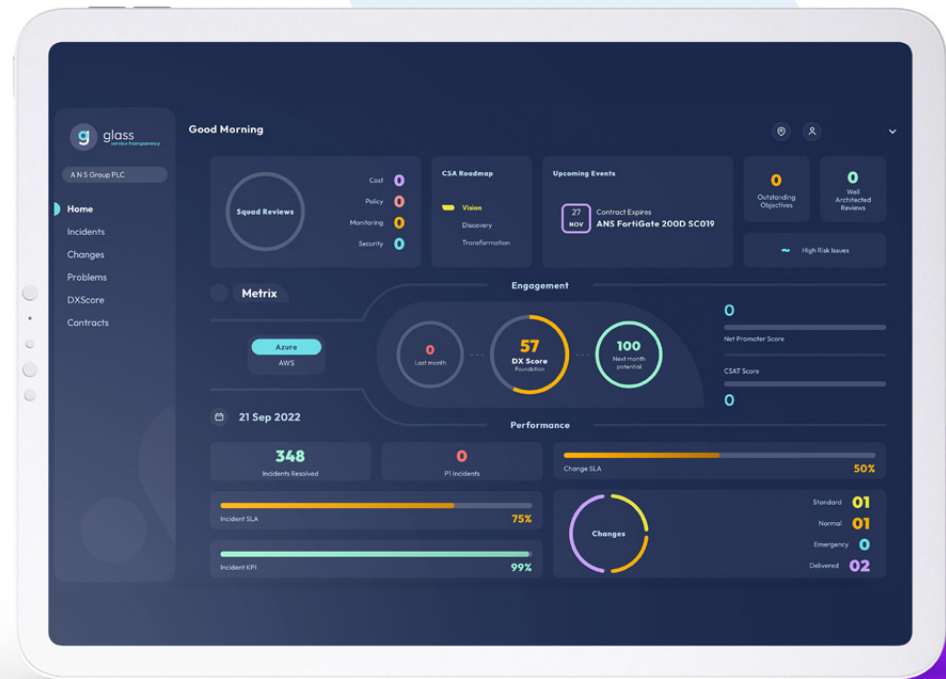 g glass
service transparency
A N S Group PLC
Home
Incidents
Changes
Problems
DXScore
Contracts
Good Morning
Squad Reviews
Cost 0
Policy 0
Monitoring 0
Security 0
CSA Roadmap
Vision
Discovery
Transformation
Upcoming Events
27
NOV
Contract Expires
ANS FortiGate 200D SC019
0
Outstanding
Objectives
0
Well
Architected
Reviews
~ High Risk Issues
Metrix
Azure
AWS
Engagement
0
Last month
57
DX Score
Foundation
100
Next month
potential
0
Net Promoter Score
CSAT Score
0
21 Sep 2022
Performance
348
Incidents Resolved
0
P1 Incidents
Change SLA 50%
Incident SLA 75%
Incident KPI 99%
Changes
Standard 01
Normal 01
Emergency 0
Delivered 02